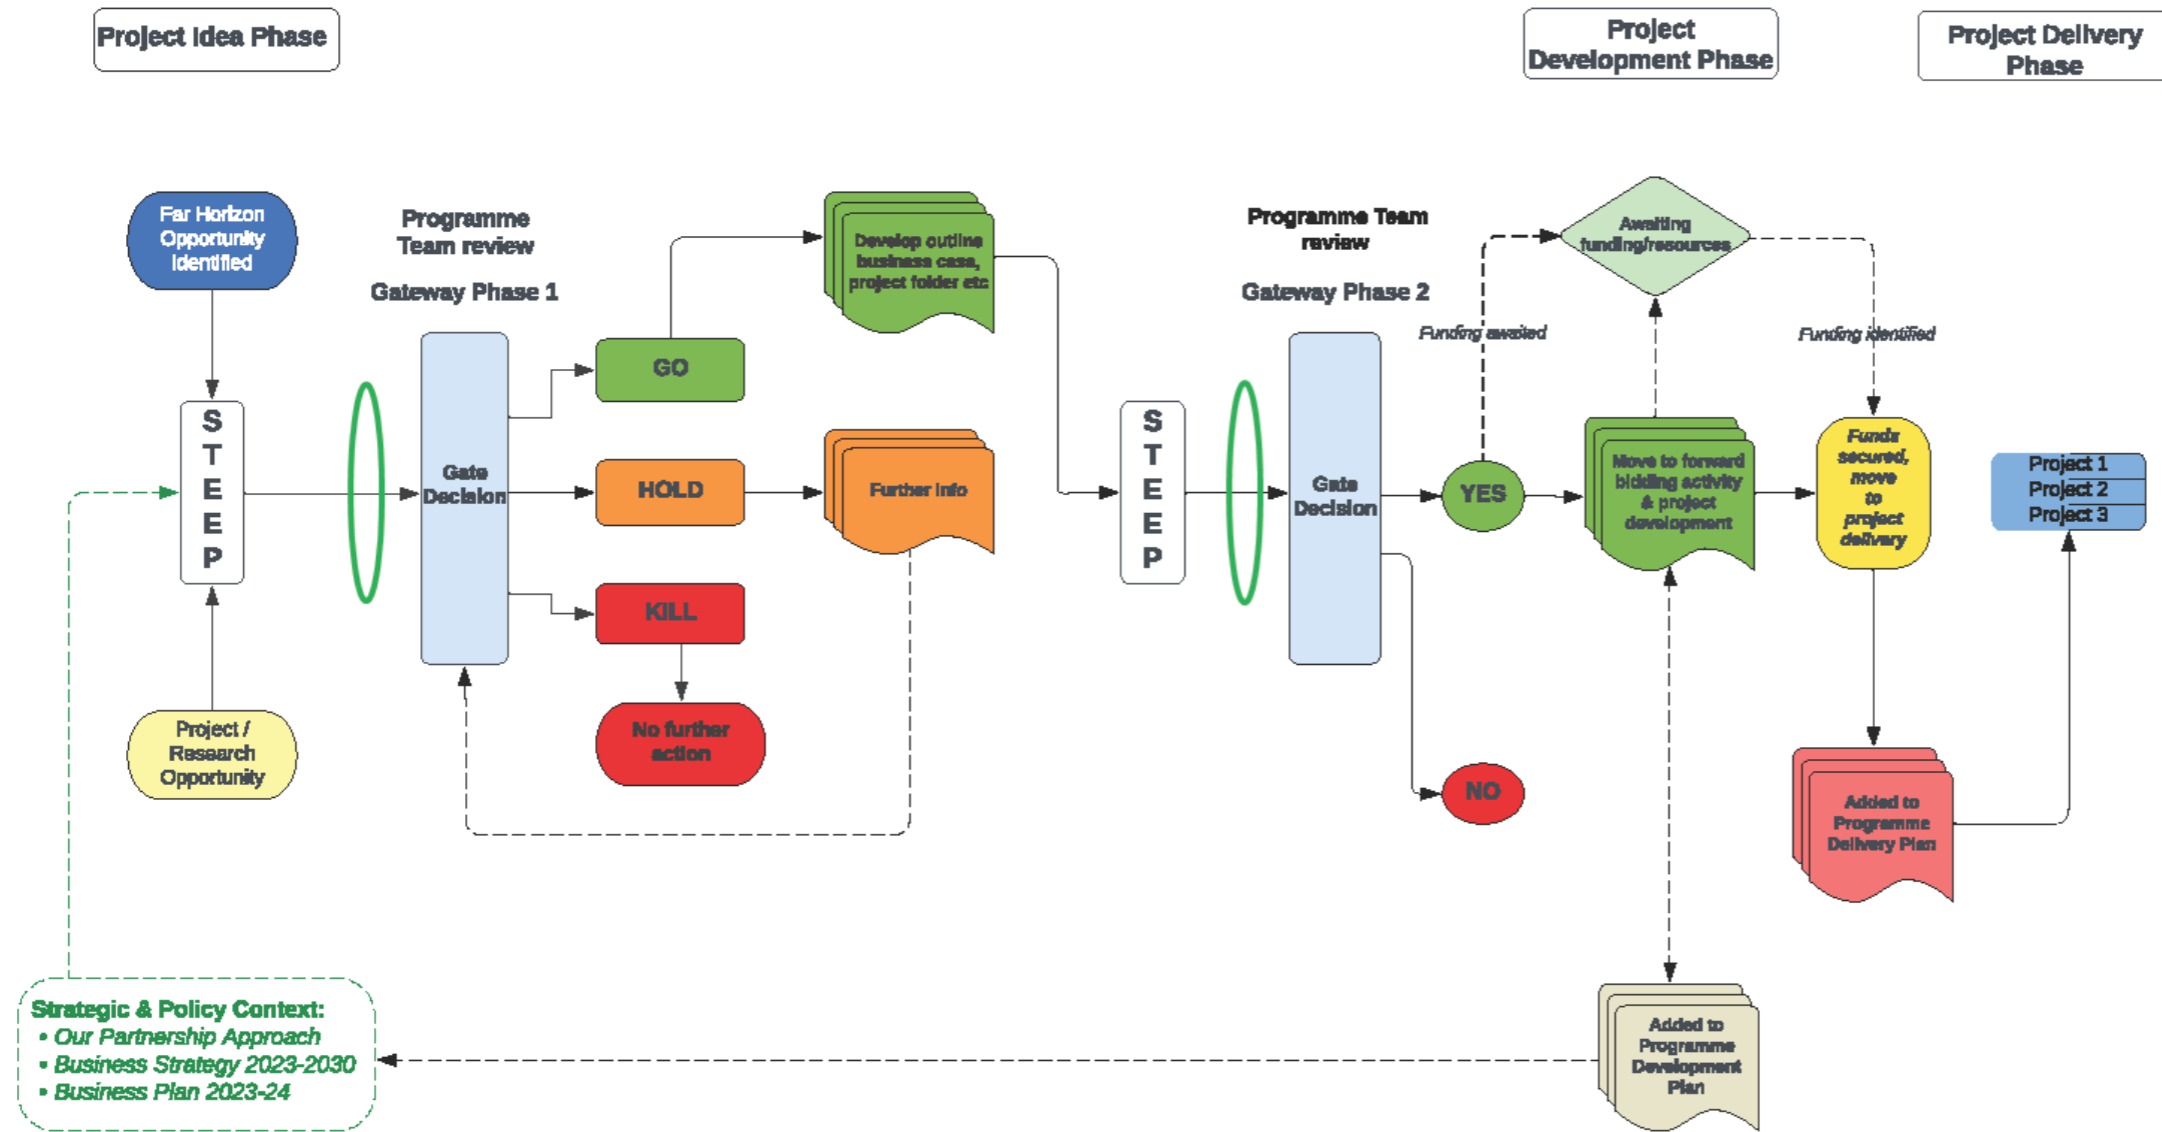 Project Idea Phase
Project
Development Phase
Project Delivery
Phase
Far Horizon
Opportunity
Identified
Programme
Team review
Gateway Phase 1
Develop outline
business case,
project folder etc
Programme Team
review
Gateway Phase 2
Awaiting
funding/resources
Funding awaited
Funding identified
S
T
E
E
P
Gate
Decision
GO
HOLD
KILL
No further
action
Further info
S
T
E
E
P
Gate
Decision
YES
NO
Move to forward
bidding activity
& project
development
Funds
secured,
move
to
project
delivery
Project 1
Project 2
Project 3
Project /
Research
Opportunity
Added to
Programme
Delivery Plan
Strategic & Policy Context:
• Our Partnership Approach
• Business Strategy 2023-2030
• Business Plan 2023-24
Added to
Programme
Development
Plan